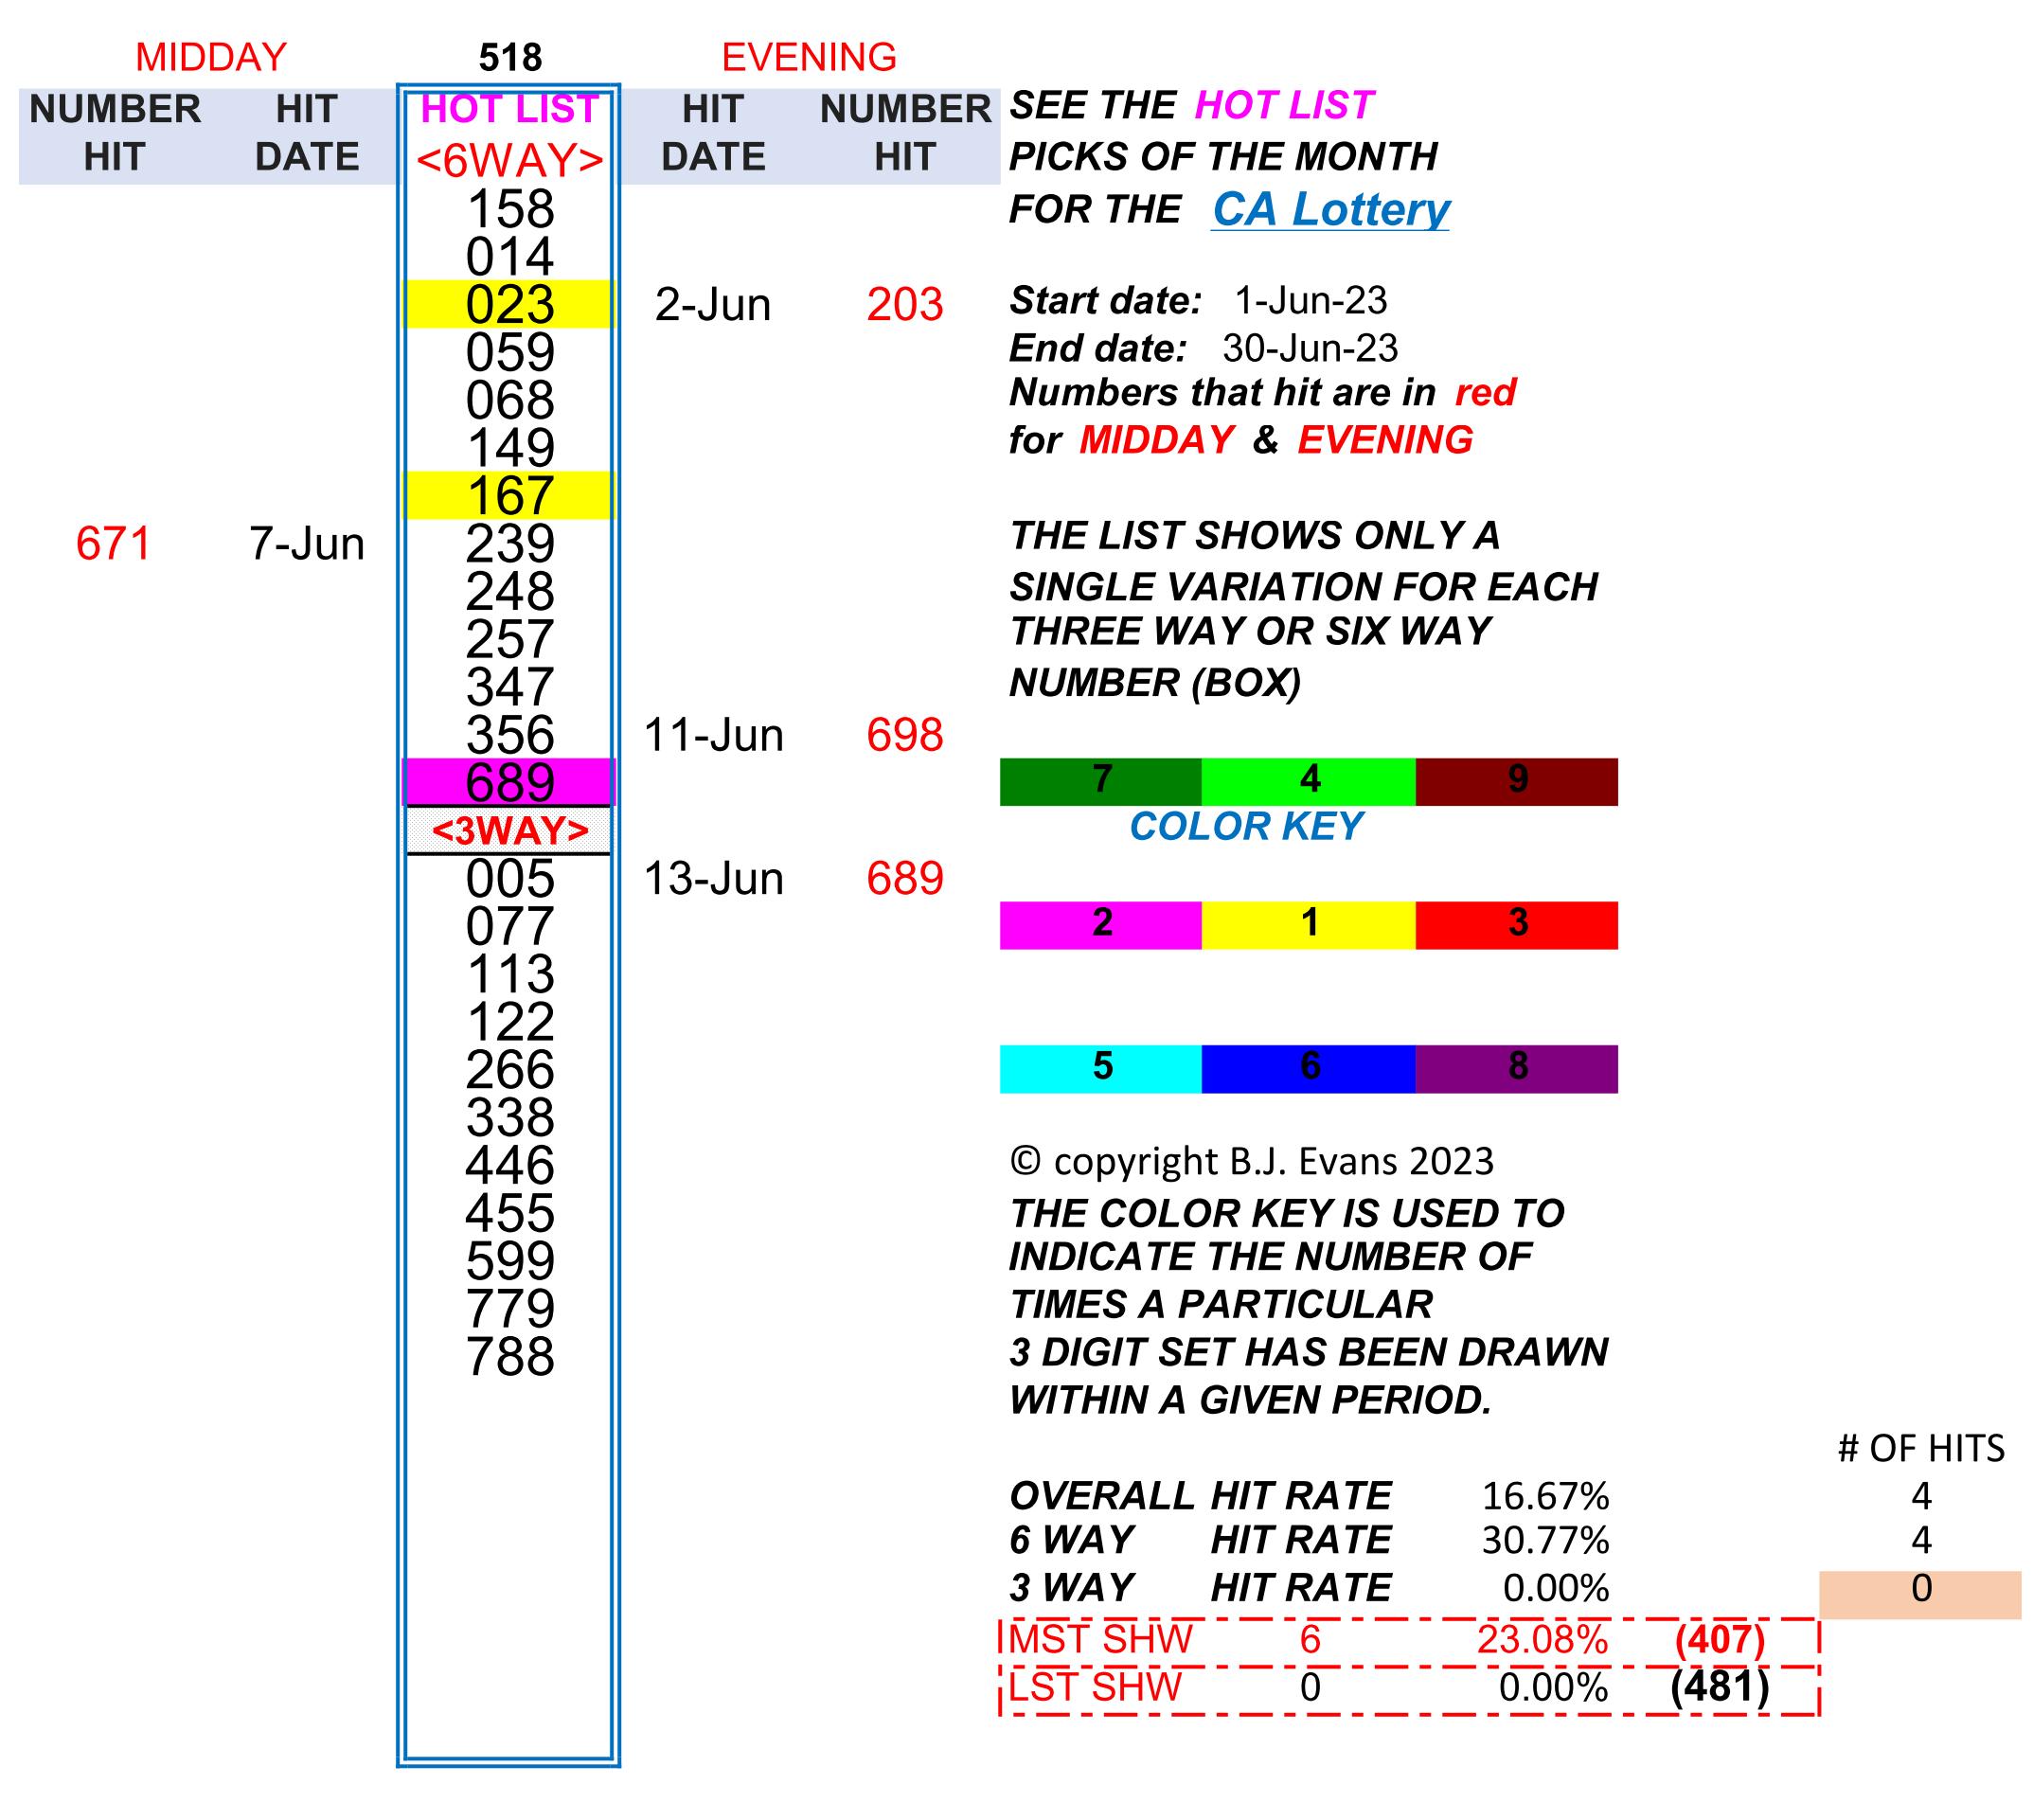 MIDDAY 518 EVENING
NUMBER HIT HOT LIST HIT NUMBER SEE THE HOT LIST
HIT DATE <6WAY> DATE HIT PICKS OF THE MONTH
158 FOR THE CA Lottery
014
023 2-Jun 203 Start date: 1-Jun-23
059 End date: 30-Jun-23
068 Numbers that hit are in red
149 for MIDDAY & EVENING
167
671 7-Jun 239 THE LIST SHOWS ONLY A
248 SINGLE VARIATION FOR EACH
257 THREE WAY OR SIX WAY
347 NUMBER (BOX)
356 11-Jun 698
689 7 4 9
<3WAY> COLOR KEY
005 13-Jun 689
077 2 1 3
113
122
266 5 6 8
338
446 © copyright B.J. Evans 2023
455 THE COLOR KEY IS USED TO
599 INDICATE THE NUMBER OF
779 TIMES A PARTICULAR
788 3 DIGIT SET HAS BEEN DRAWN
WITHIN A GIVEN PERIOD.
# OF HITS
OVERALL HIT RATE 16.67% 4
6 WAY HIT RATE 30.77% 4
3 WAY HIT RATE 0.00% 0
MST SHW 6 23.08% (407)
LST SHW 0 0.00% (481)